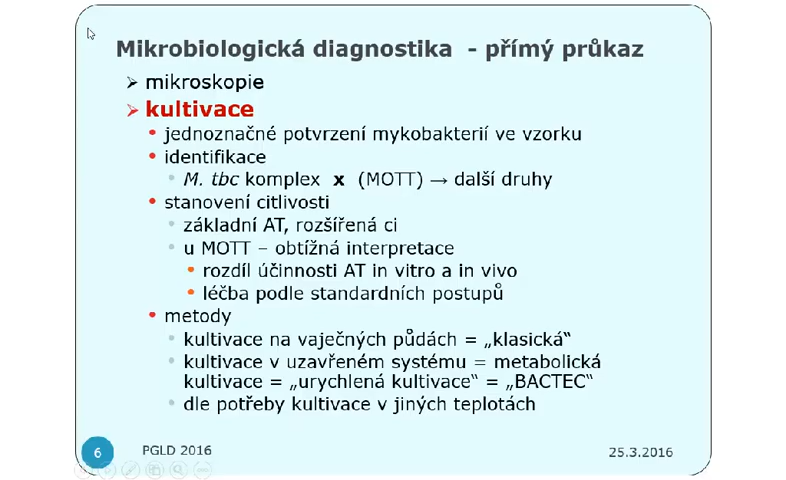 Mikrobiologická diagnostika - přímý průkaz
mikroskopie
kultivace
jednoznačné potvrzení mykobakterií ve vzorku
identifikace
M. tbc komplex x (MOTT) → další druhy
stanovení citlivosti
základní AT, rozšířená ci
u MOTT – obtížná interpretace
rozdíl účinnosti AT in vitro a in vivo
léčba podle standardních postupů
metody
kultivace na vaječných půdách = „klasická“
kultivace v uzavřeném systému = metabolická
kultivace = „urychlená kultivace“ = „BACTEC“
dle potřeby kultivace v jiných teplotách
6
PGLD 2016
25.3.2016